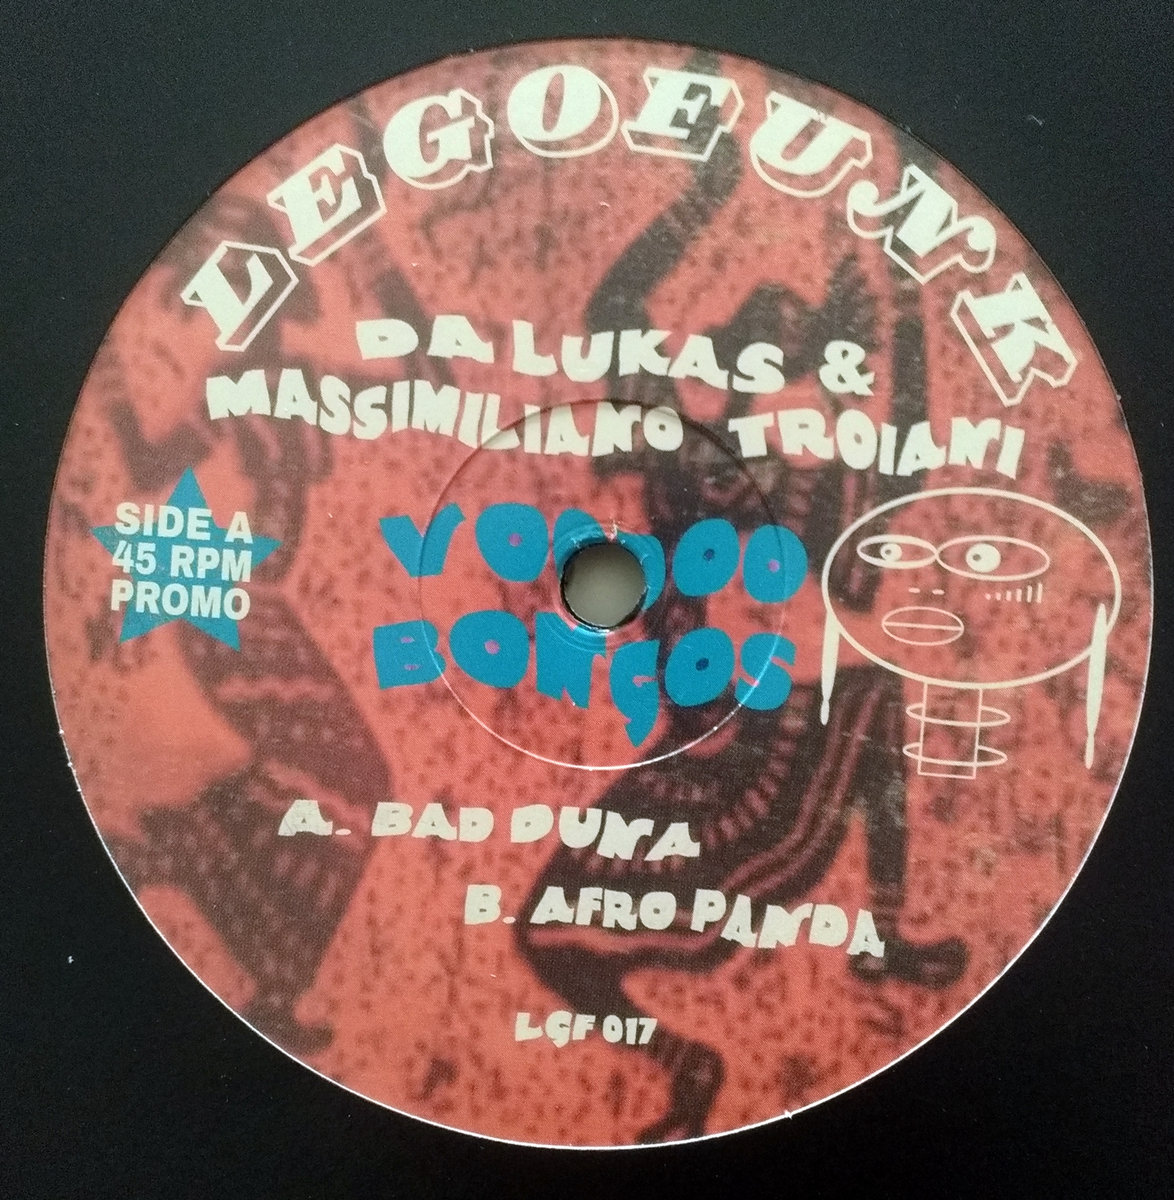 LEGOFUNK
DA LUKAS &
MASSIMILIANO TROIANI
SIDE A
45 RPM
PROMO
VOODOO
BONGOS
A. BAD DUNA
B. AFRO PANDA
LGF 017